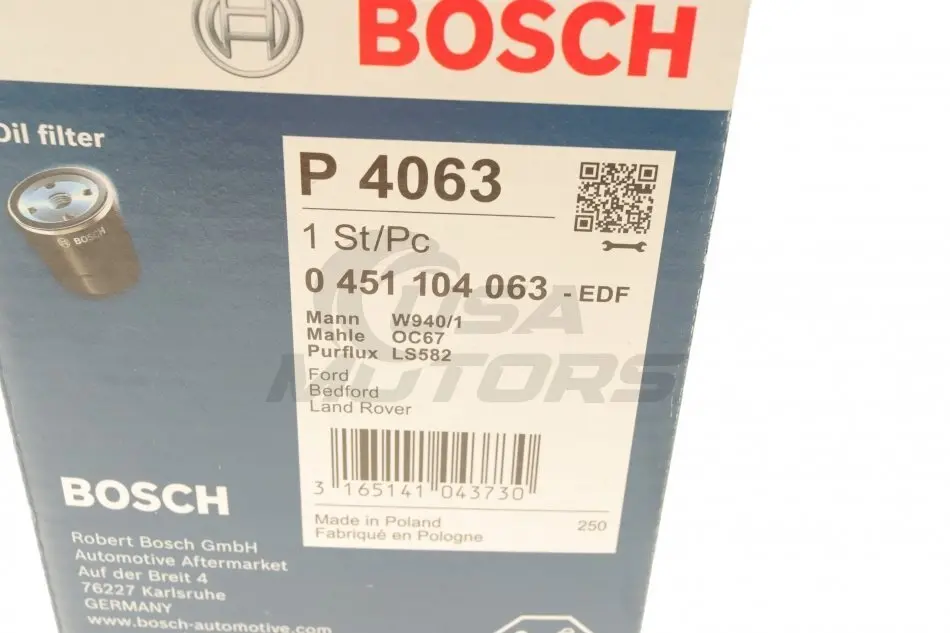 BOSCH
Oil filter
BOSCH
P 4063
1 St/Pc
0 451 104 063 - EDF
Mann W940/1
Mahle OC67
Purflux LS582
Ford
Bedford
Land Rover
3 165141 043730
Made in Poland 250
Fabriqué en Pologne
USA
MOTORS
BOSCH
Robert Bosch GmbH
Automotive Aftermarket
Auf der Breit 4
76227 Karlsruhe
GERMANY
www.bosch-automotive.com